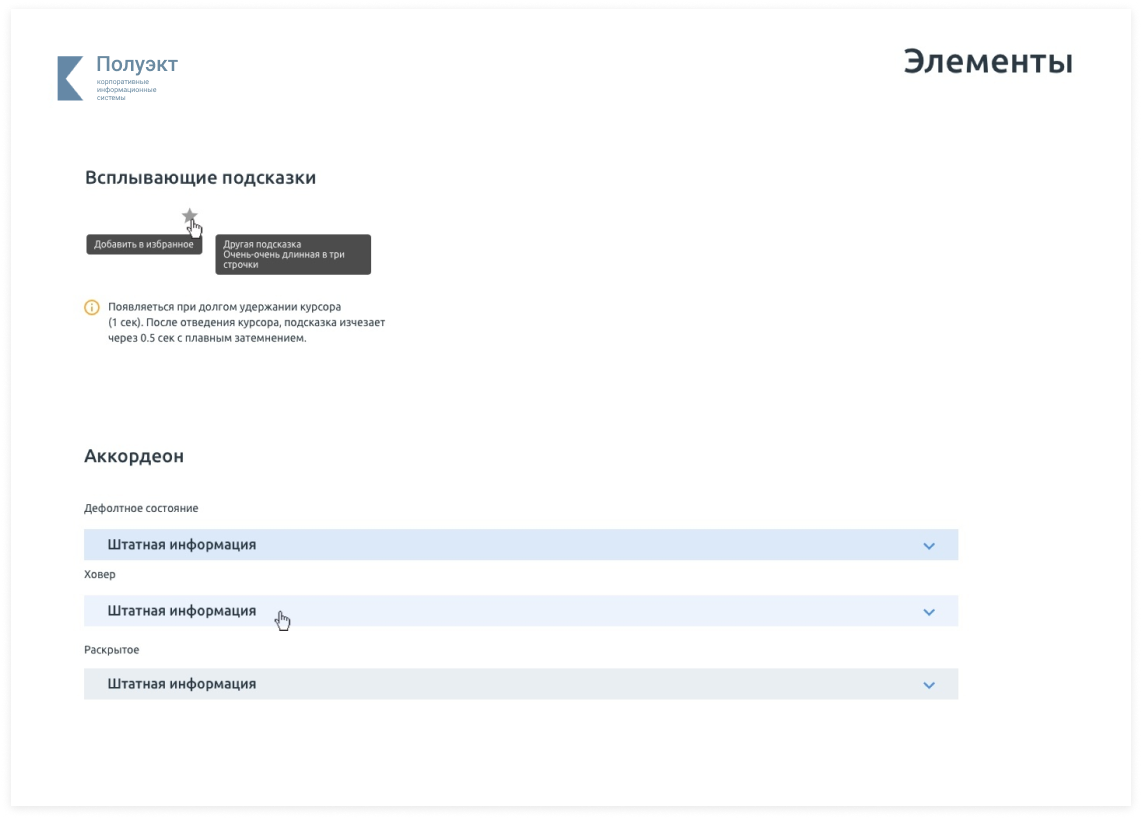 Полуэкт
корпоративные
информационные
системы
Элементы
Всплывающие подсказки
Добавить в избранное
Другая подсказка
Очень-очень длинная в три
строчки
Появляеться при долгом удержании курсора
(1 сек). После отведения курсора, подсказка изчезает
через 0.5 сек с плавным затемнением.
Аккордеон
Дефолтное состояние
Штатная информация
Ховер
Штатная информация
Раскрытое
Штатная информация